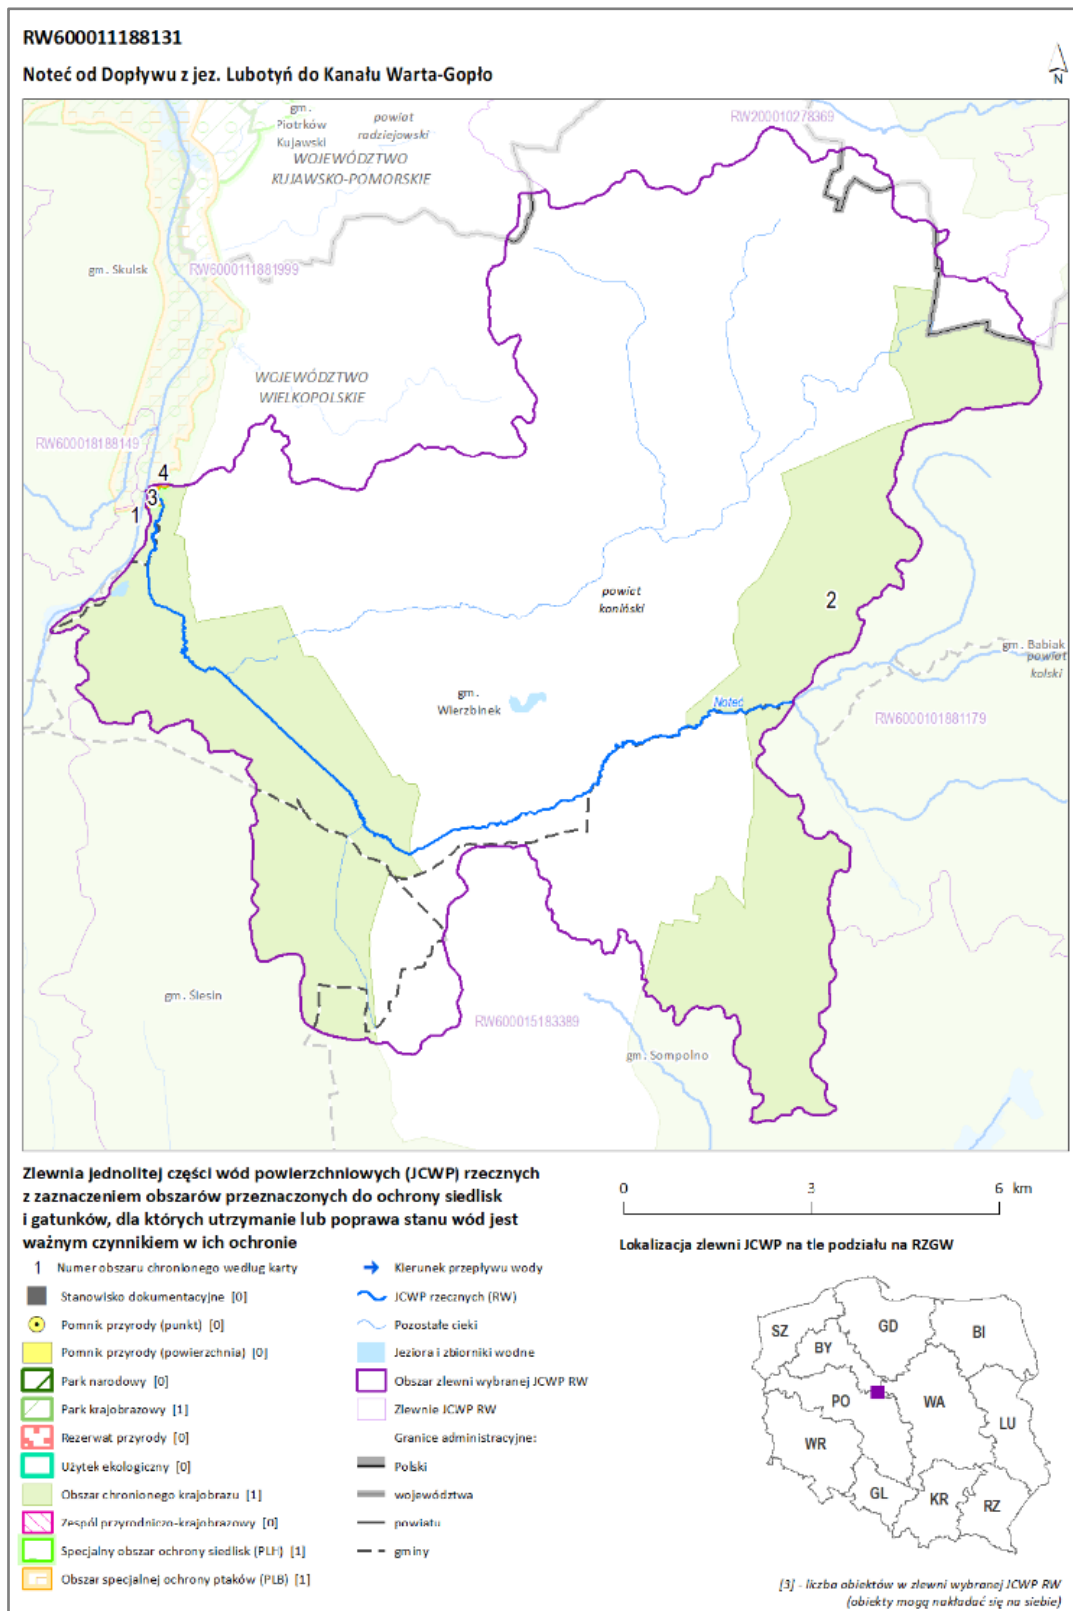 RW600011188131
Noteć od Dopływu z jez. Lubotyń do Kanału Warta-Gopło
N
gm.
Piotrków
Kujawski
powiat
radziejowski
WOJEWÓDZTWO
KUJAWSKO-POMORSKIE
RW200010278369
gm. Skulsk
RW6000111881999
WOJEWÓDZTWO
WIELKOPOLSKIE
RW600018188149
4
3
1
powiat
koniński
2
gm. Babiak
powiat
kolski
gm.
Wierzbinek
Noteć
RW6000101881179
gm. Ślesin
RW600015183389
gm. Sompolno
Zlewnia jednolitej części wód powierzchniowych (JCWP) rzecznych
z zaznaczeniem obszarów przeznaczonych do ochrony siedlisk
i gatunków, dla których utrzymanie lub poprawa stanu wód jest
ważnym czynnikiem w ich ochronie
1 Numer obszaru chronionego według karty
Stanowisko dokumentacyjne [0]
Pomnik przyrody (punkt) [0]
Pomnik przyrody (powierzchnia) [0]
Park narodowy [0]
Park krajobrazowy [1]
Rezerwat przyrody [0]
Użytek ekologiczny [0]
Obszar chronionego krajobrazu [1]
Zespół przyrodniczo-krajobrazowy [0]
Specjalny obszar ochrony siedlisk (PLH) [1]
Obszar specjalnej ochrony ptaków (PLB) [1]
Kierunek przepływu wody
JCWP rzecznych (RW)
Pozostałe cieki
Jeziora i zbiorniki wodne
Obszar zlewni wybranej JCWP RW
Zlewnie JCWP RW
Granice administracyjne:
Polski
województwa
powiatu
gminy
0 3 6 km
Lokalizacja zlewni JCWP na tle podziału na RZGW
SZ
GD
BI
BY
PO
WA
LU
WR
GL
KR
RZ
[3] - liczba obiektów w zlewni wybranej JCWP RW
(obiekty mogą nakładać się na siebie)